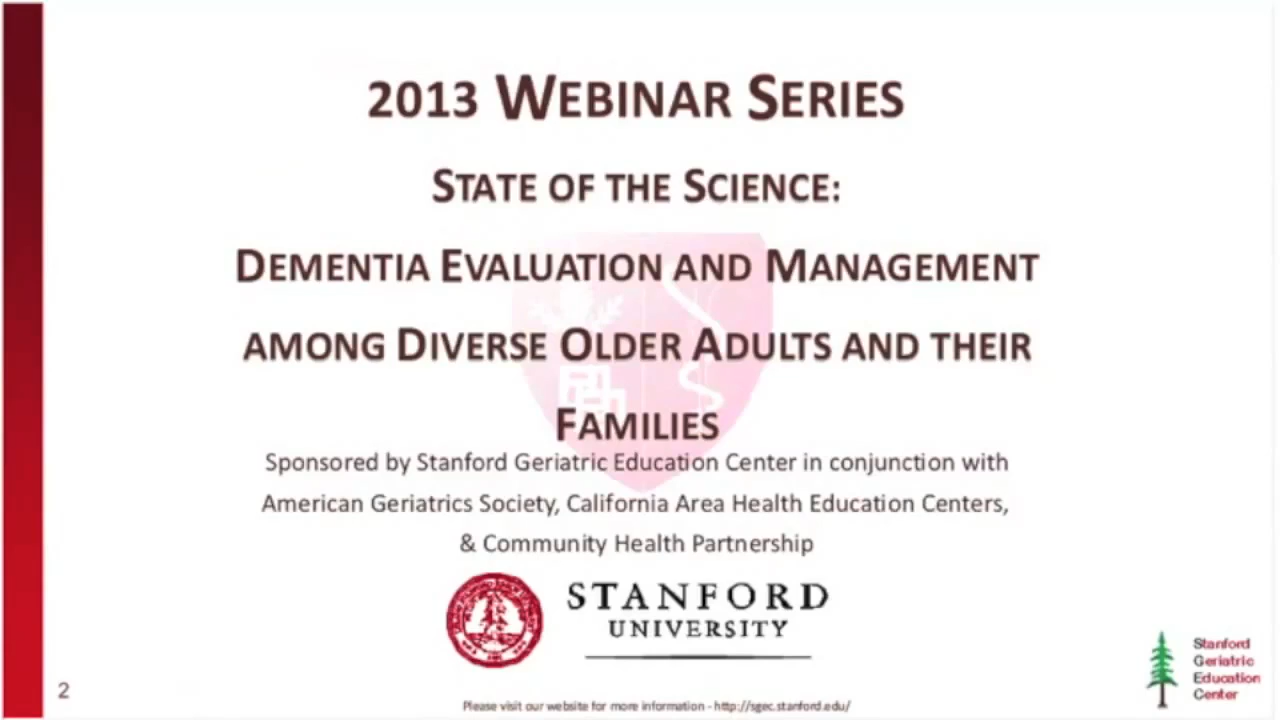 2013 WEBINAR SERIES
STATE OF THE SCIENCE:
DEMENTIA EVALUATION AND MANAGEMENT
AMONG DIVERSE OLDER ADULTS AND THEIR
FAMILIES
Sponsored by Stanford Geriatric Education Center in conjunction with
American Geriatrics Society, California Area Health Education Centers,
& Community Health Partnership
STANFORD
UNIVERSITY
Stanford
Geriatric
Education
Center
2
Please visit our website for more information - http://sgec.stanford.edu/